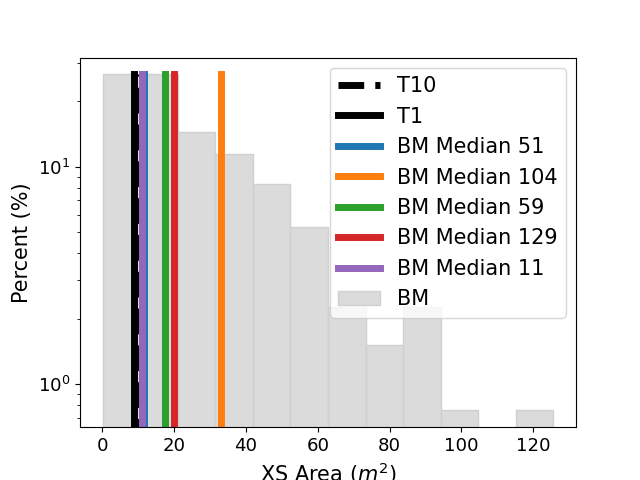 T10
T1
BM Median 51
BM Median 104
BM Median 59
BM Median 129
BM Median 11
BM
10¹
10⁰
Percent (%)
0 20 40 60 80 100 120
XS Area (m²)